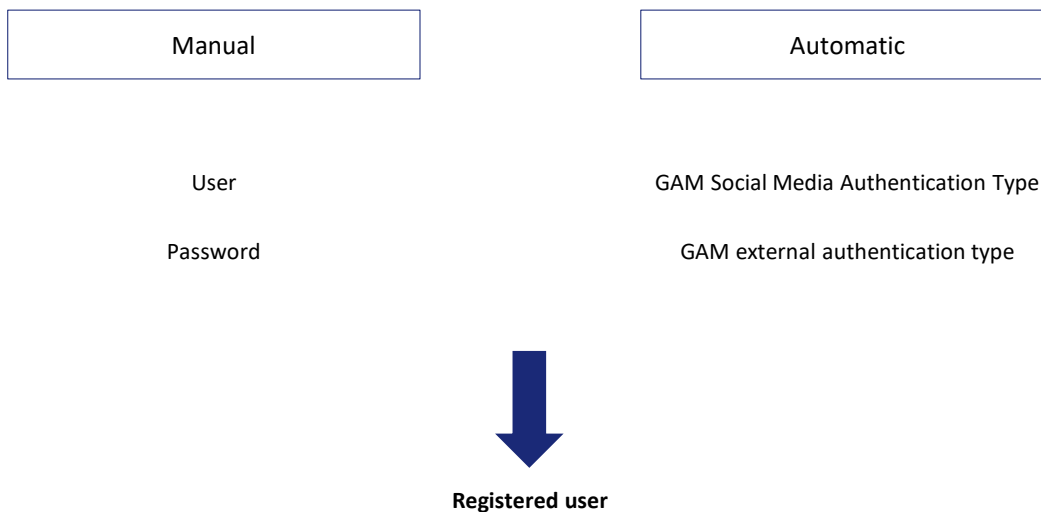 Manual
Automatic
User
GAM Social Media Authentication Type
Password
GAM external authentication type
Registered user